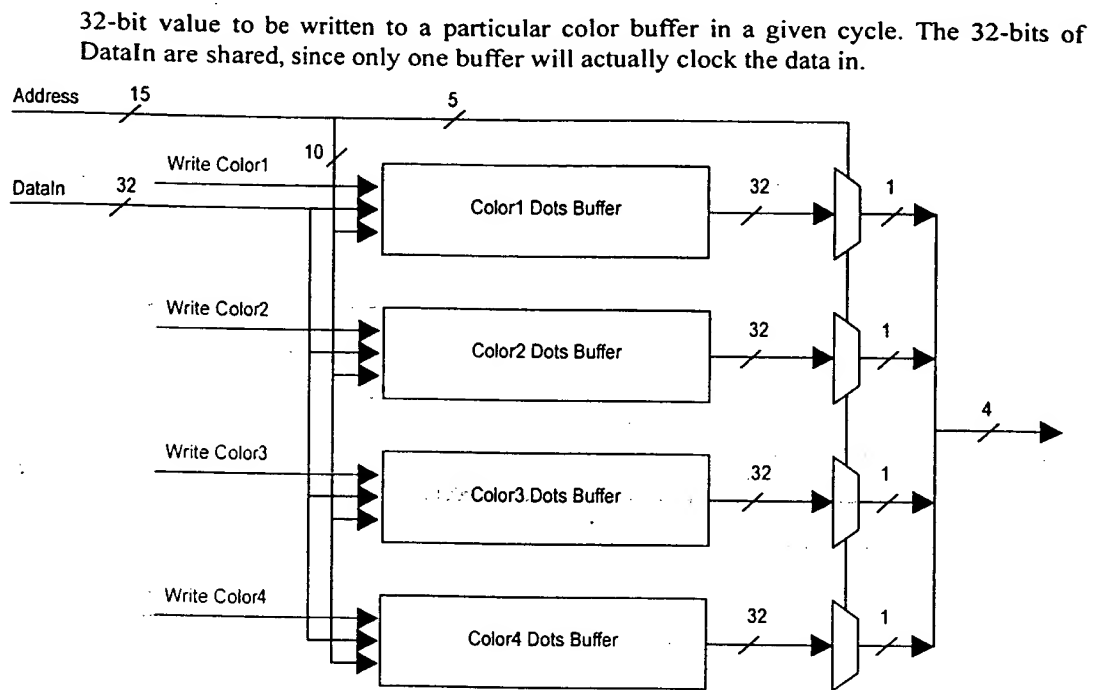 32-bit value to be written to a particular color buffer in a given cycle. The 32-bits of
DataIn are shared, since only one buffer will actually clock the data in.
Address 15 5
Write Color1 10
DataIn 32
Color1 Dots Buffer 32 1
Write Color2
Color2 Dots Buffer 32 1
4
Write Color3
Color3 Dots Buffer 32 1
Write Color4
Color4 Dots Buffer 32 1